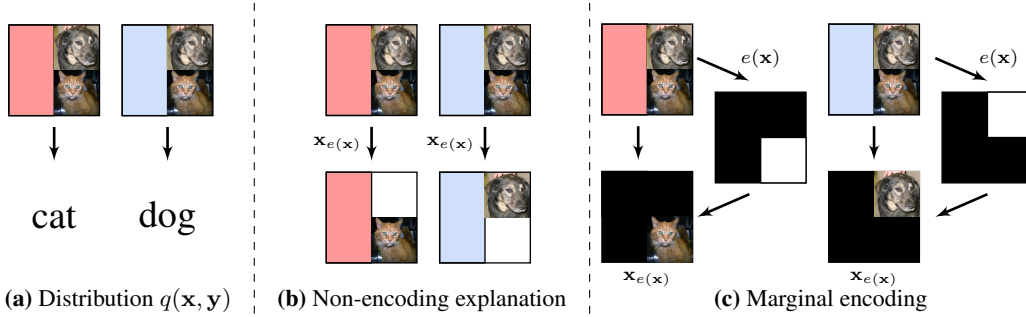 e(x)
e(x)
x_{e(x)}
x_{e(x)}
cat
dog
x_{e(x)}
x_{e(x)}
(a) Distribution q(x, y)
(b) Non-encoding explanation
(c) Marginal encoding